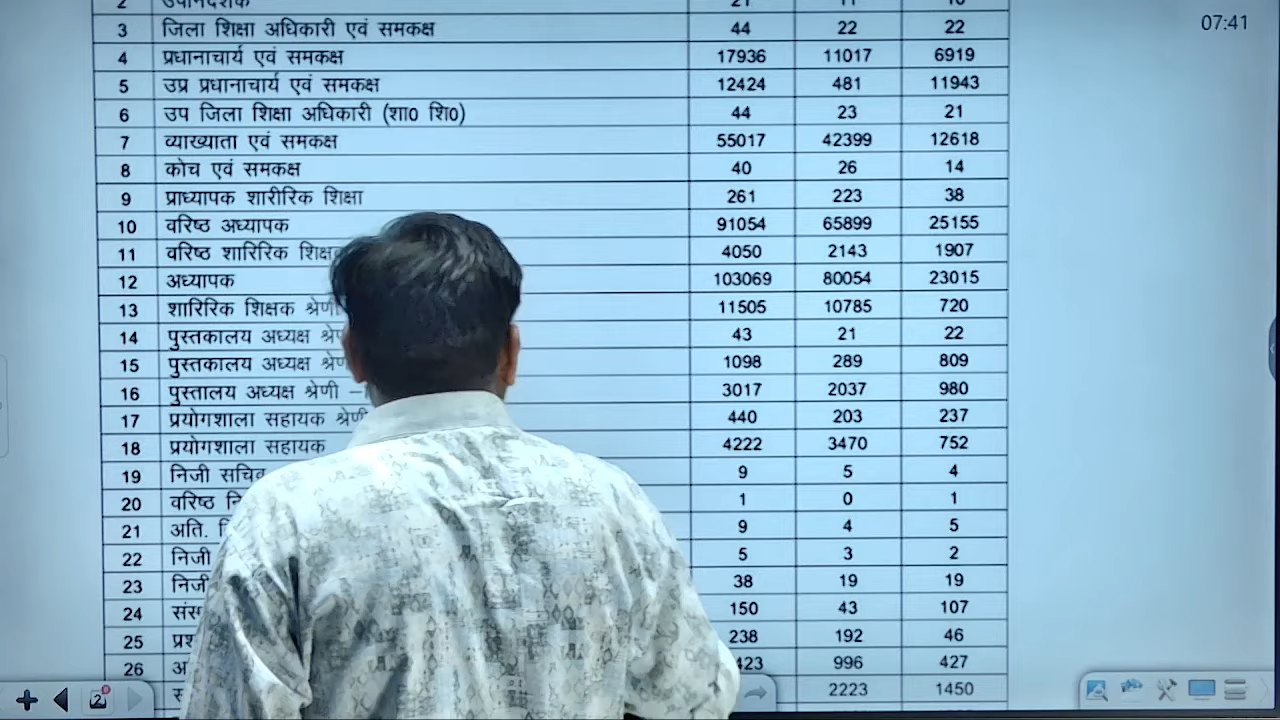 07:41
2 21 11 10
3 जिला शिक्षा अधिकारी एवं समकक्ष 44 22 22
4 प्रधानाचार्य एवं समकक्ष 17936 11017 6919
5 उप्र प्रधानाचार्य एवं समकक्ष 12424 481 11943
6 उप जिला शिक्षा अधिकारी (शा0 शि0) 44 23 21
7 व्याख्याता एवं समकक्ष 55017 42399 12618
8 कोच एवं समकक्ष 40 26 14
9 प्राध्यापक शारीरिक शिक्षा 261 223 38
10 वरिष्ठ अध्यापक 91054 65899 25155
11 वरिष्ठ शारिरिक 4050 2143 1907
12 अध्यापक 103069 80054 23015
13 शारिरिक शिक्षक श्रेणी 11505 10785 720
14 पुस्तकालय अध्यक्ष 43 21 22
15 पुस्तकालय अध्यक्ष 1098 289 809
16 पुस्तालय अध्यक्ष श्रेणी – 3017 2037 980
17 प्रयोगशाला सहायक 440 203 237
18 प्रयोगशाला सहायक 4222 3470 752
19 निजी सचिव 9 5 4
20 वरिष्ठ 1 0 1
21 अति. 9 4 5
22 निजी 5 3 2
23 निजी 38 19 19
24 150 43 107
25 238 192 46
26 996 427
2223 1450
2